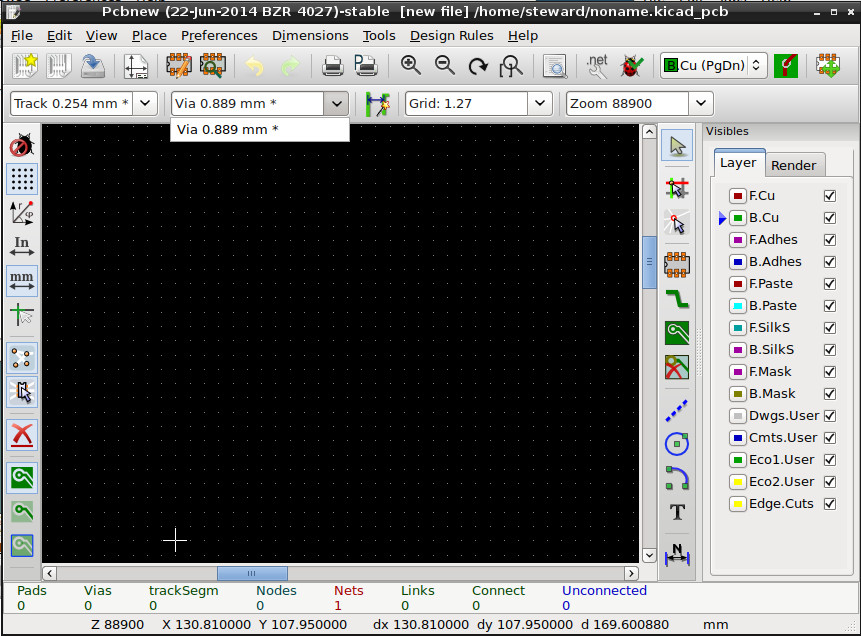 Pcbnew (22-Jun-2014 BZR 4027)-stable [new file] /home/steward/noname.kicad_pcb
File Edit View Place Preferences Dimensions Tools Design Rules Help
.net B.Cu (PgDn)
Track 0.254 mm * Via 0.889 mm * Grid: 1.27 Zoom 88900
Via 0.889 mm *
Visibles
Layer Render
F.Cu
B.Cu
F.Adhes
B.Adhes
F.Paste
B.Paste
F.SilkS
B.SilkS
F.Mask
B.Mask
Dwgs.User
Cmts.User
Eco1.User
Eco2.User
Edge.Cuts
In
mm
T
N
Pads Vias trackSegm Nodes Nets Links Connect Unconnected
0 0 0 0 1 0 0 0
Z 88900 X 130.810000 Y 107.950000 dx 130.810000 dy 107.950000 d 169.600880 mm